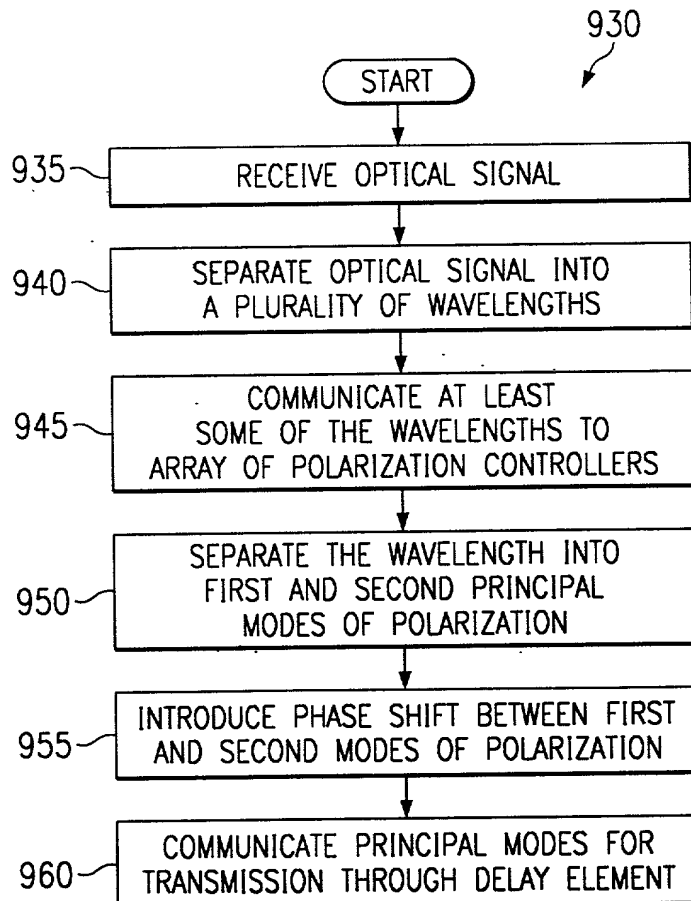 930
START
935
RECEIVE OPTICAL SIGNAL
940
SEPARATE OPTICAL SIGNAL INTO
A PLURALITY OF WAVELENGTHS
945
COMMUNICATE AT LEAST
SOME OF THE WAVELENGTHS TO
ARRAY OF POLARIZATION CONTROLLERS
950
SEPARATE THE WAVELENGTH INTO
FIRST AND SECOND PRINCIPAL
MODES OF POLARIZATION
955
INTRODUCE PHASE SHIFT BETWEEN FIRST
AND SECOND MODES OF POLARIZATION
960
COMMUNICATE PRINCIPAL MODES FOR
TRANSMISSION THROUGH DELAY ELEMENT